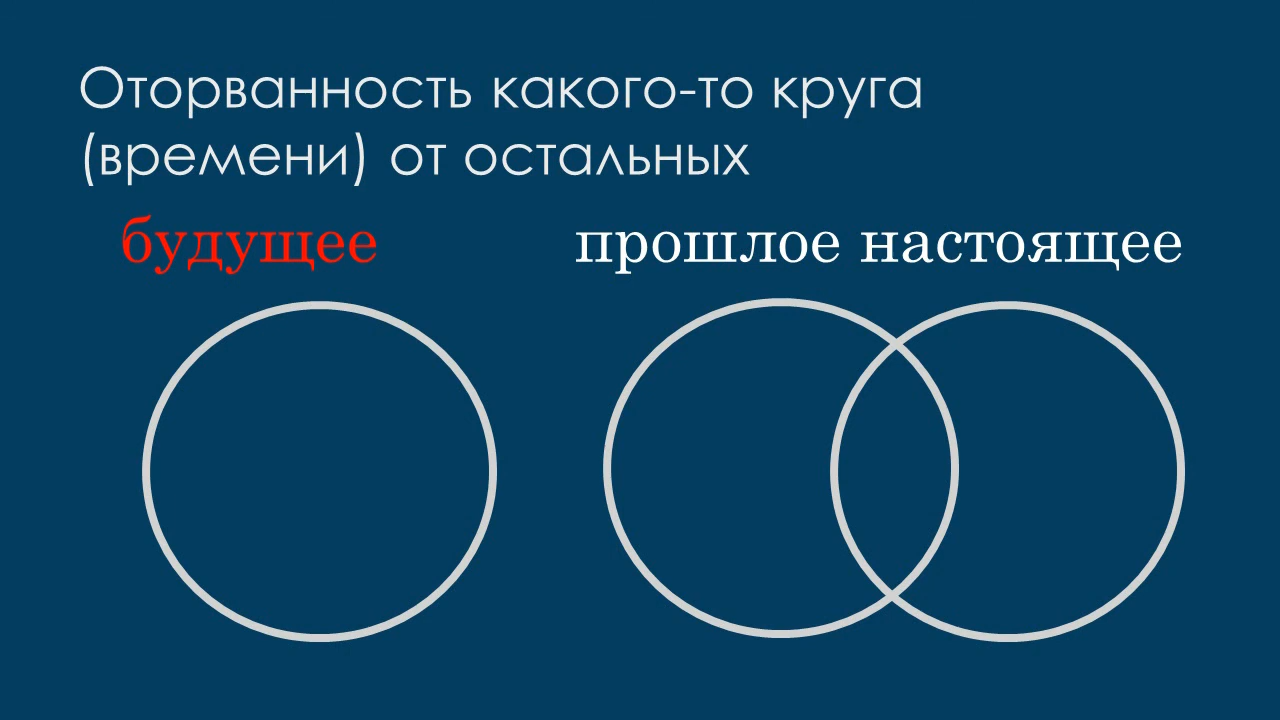 Оторванность какого-то круга
(времени) от остальных
будущее прошлое настоящее